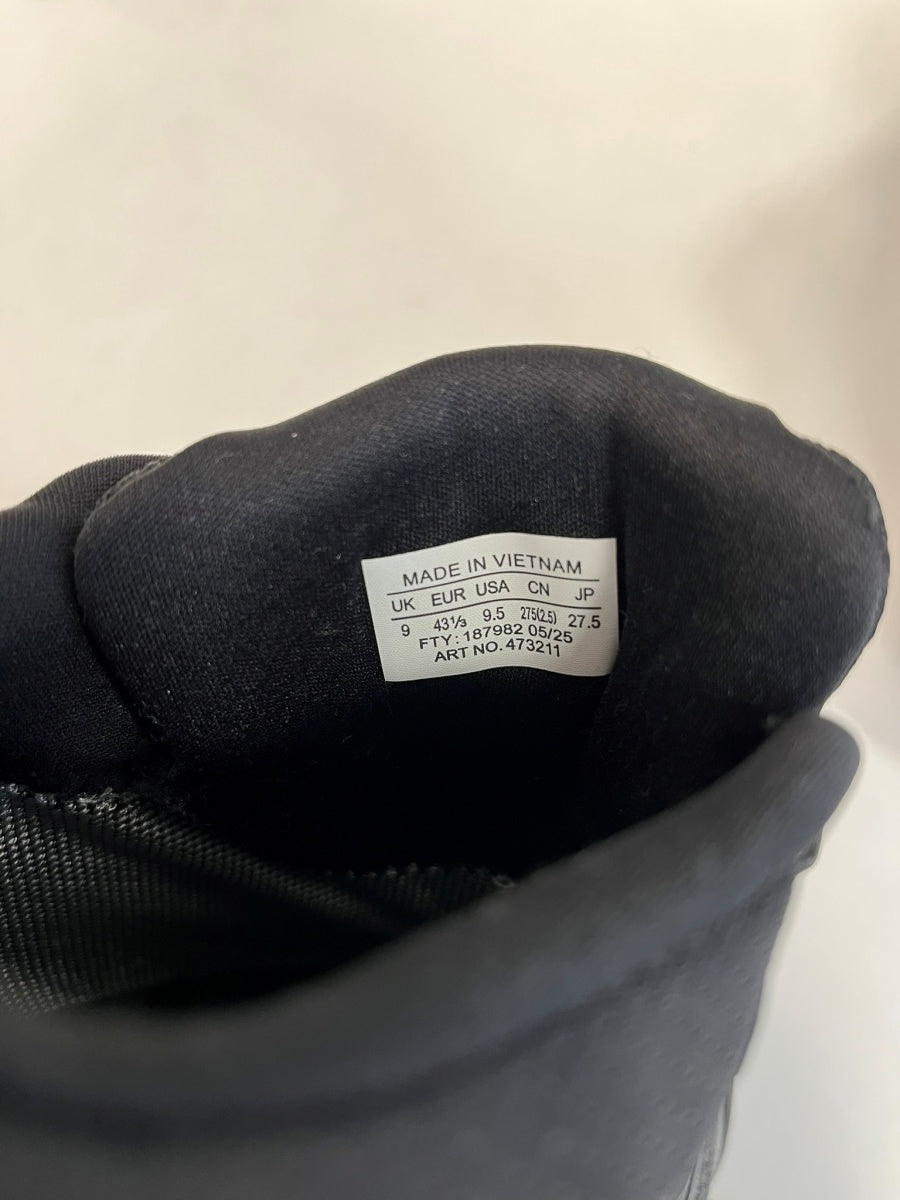 MADE IN VIETNAM
UK EUR USA CN JP
9 43⅓ 9.5 275(2.5) 27.5
FTY: 187982 05/25
ART NO. 473211